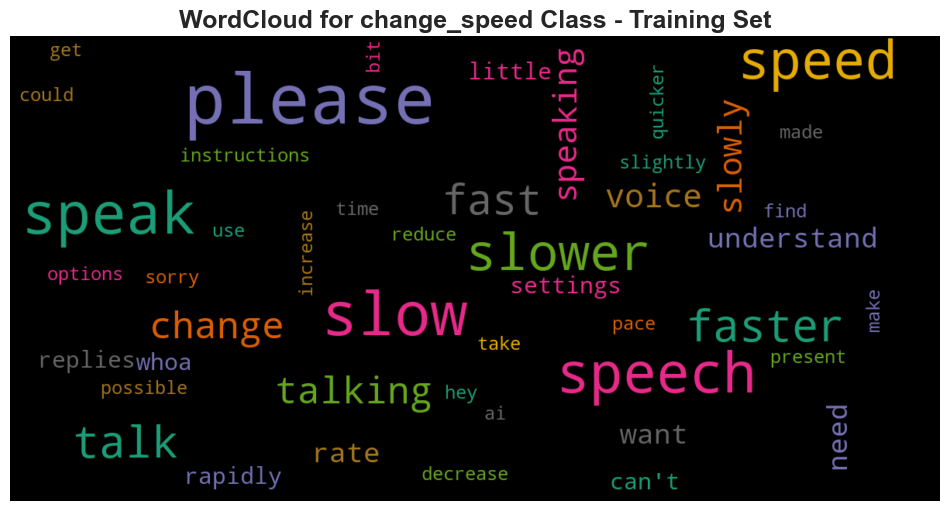 WordCloud for change_speed Class - Training Set
get
bit
little
speaking
speed
could
please
quicker
slowly
made
instructions
slightly
speak
use
time
fast
voice
find
increase
reduce
slower
understand
options
sorry
settings
make
change
slow
take
pace
faster
replies
whoa
speech
present
possible
talking
hey
ai
talk
rate
want
need
rapidly
decrease
can't